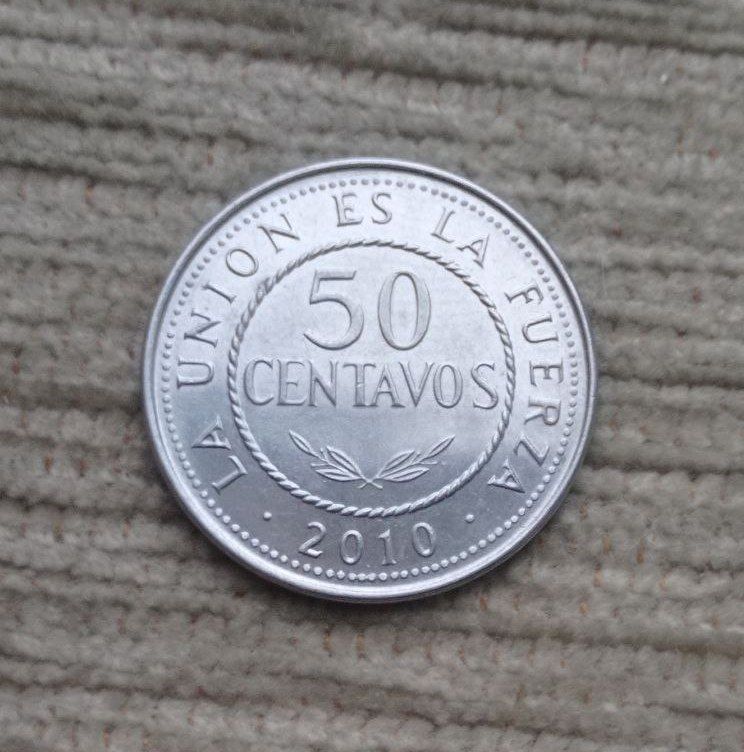 LA UNION ES LA FUERZA
50
CENTAVOS
· 2010 ·